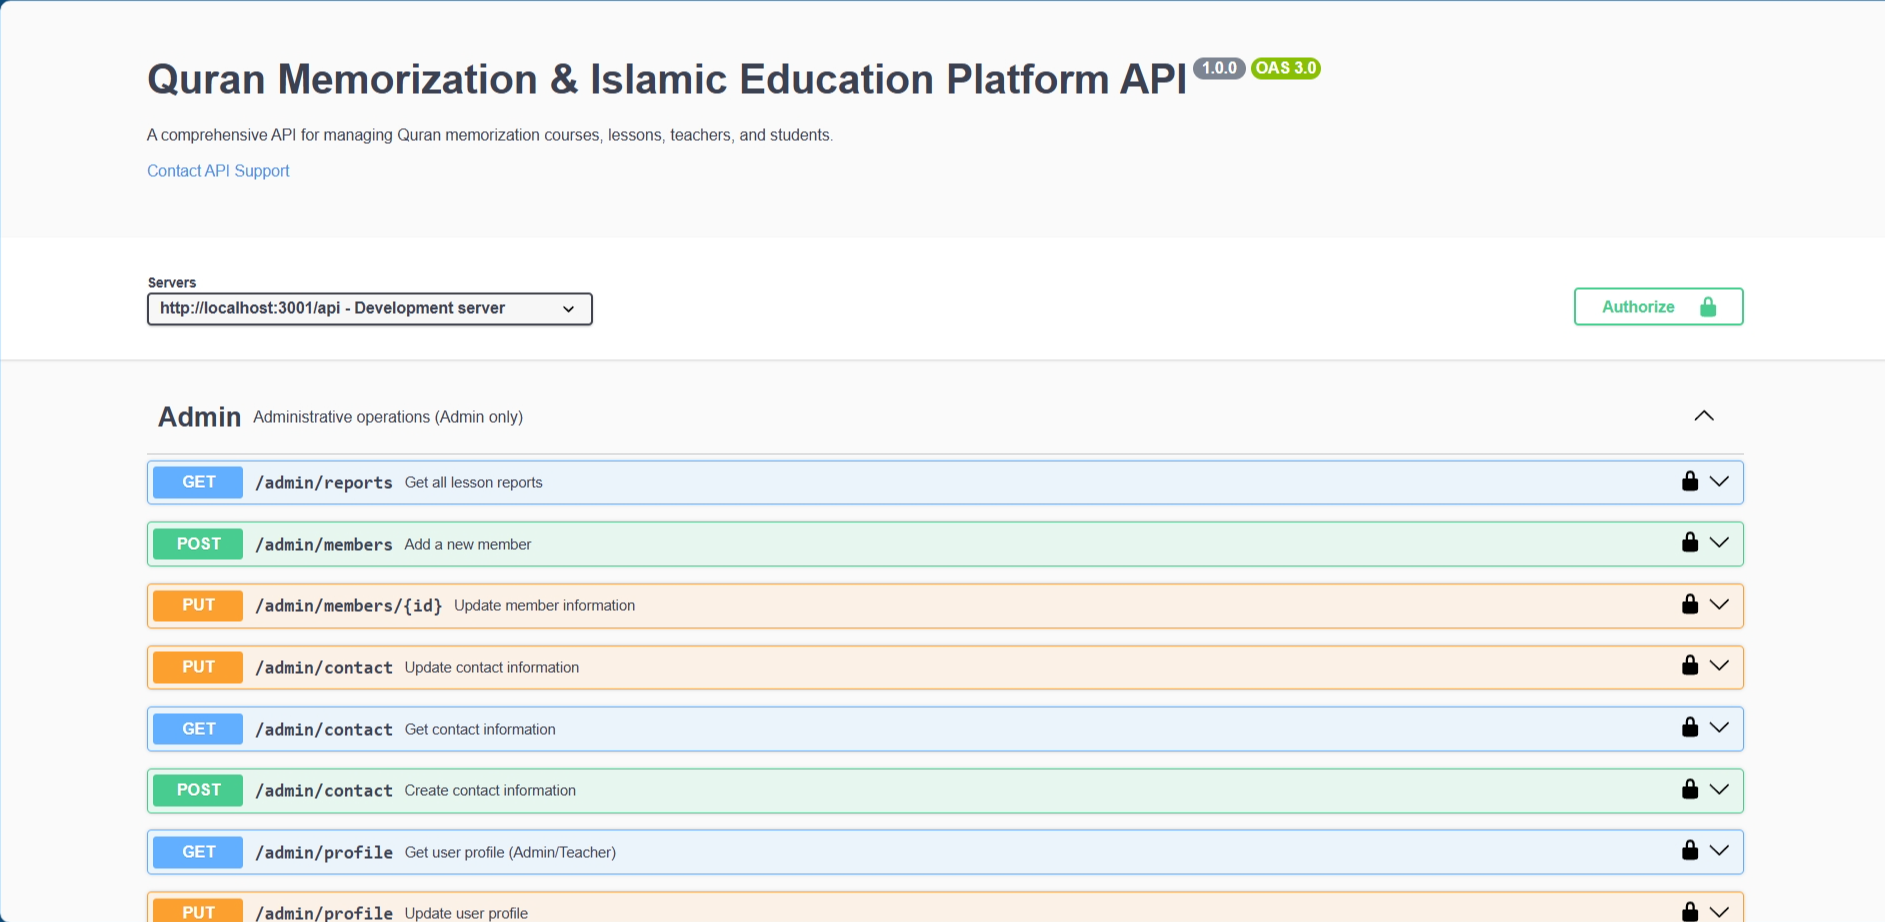 Quran Memorization & Islamic Education Platform API 1.0.0 OAS 3.0
A comprehensive API for managing Quran memorization courses, lessons, teachers, and students.
Contact API Support
Servers
http://localhost:3001/api - Development server
Authorize
Admin Administrative operations (Admin only)
GET /admin/reports Get all lesson reports
POST /admin/members Add a new member
PUT /admin/members/{id} Update member information
PUT /admin/contact Update contact information
GET /admin/contact Get contact information
POST /admin/contact Create contact information
GET /admin/profile Get user profile (Admin/Teacher)
PUT /admin/profile Update user profile